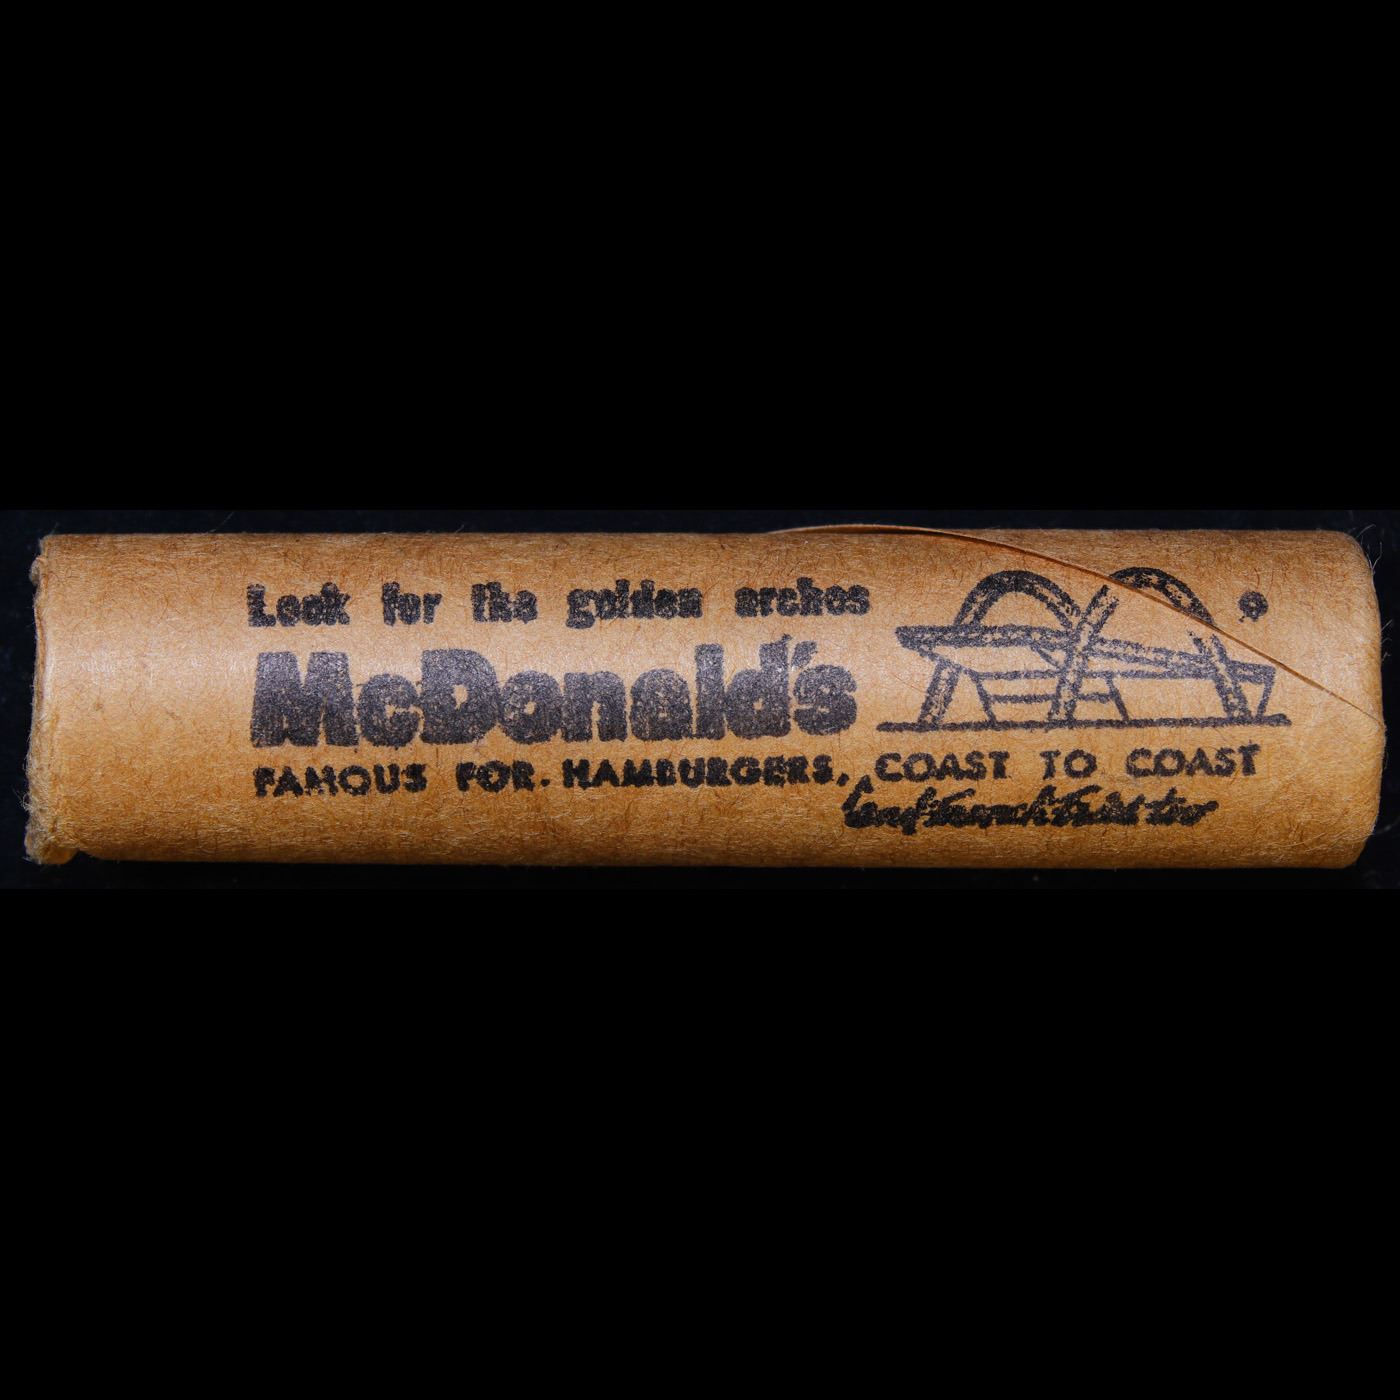 Look for the golden arches
McDonald's
®
FAMOUS FOR HAMBURGERS, COAST TO COAST